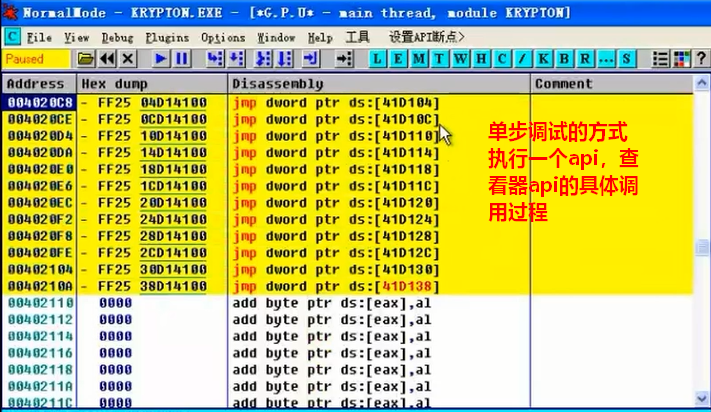 NormalMode - KRYPTON.EXE - [*G.P.U* - main thread, module KRYPTON]
C File View Debug Plugins Options Window Help 工具 设置API断点>
Paused L E M T W H C / K B R ... S ?
Address Hex dump Disassembly Comment
004020C8 - FF25 04D14100 jmp dword ptr ds:[41D104]
004020CE - FF25 0CD14100 jmp dword ptr ds:[41D10C]
004020D4 - FF25 10D14100 jmp dword ptr ds:[41D110]
004020DA - FF25 14D14100 jmp dword ptr ds:[41D114]
004020E0 - FF25 18D14100 jmp dword ptr ds:[41D118]
004020E6 - FF25 1CD14100 jmp dword ptr ds:[41D11C]
004020EC - FF25 20D14100 jmp dword ptr ds:[41D120]
004020F2 - FF25 24D14100 jmp dword ptr ds:[41D124]
004020F8 - FF25 28D14100 jmp dword ptr ds:[41D128]
004020FE - FF25 2CD14100 jmp dword ptr ds:[41D12C]
00402104 - FF25 30D14100 jmp dword ptr ds:[41D130]
0040210A - FF25 38D14100 jmp dword ptr ds:[41D138]
00402110 0000 add byte ptr ds:[eax],al
00402112 0000 add byte ptr ds:[eax],al
00402114 0000 add byte ptr ds:[eax],al
00402116 0000 add byte ptr ds:[eax],al
00402118 0000 add byte ptr ds:[eax],al
0040211A 0000 add byte ptr ds:[eax],al
0040211C 0000 add byte ptr ds:[eax],al
单步调试的方式
执行一个api，查
看器api的具体调
用过程